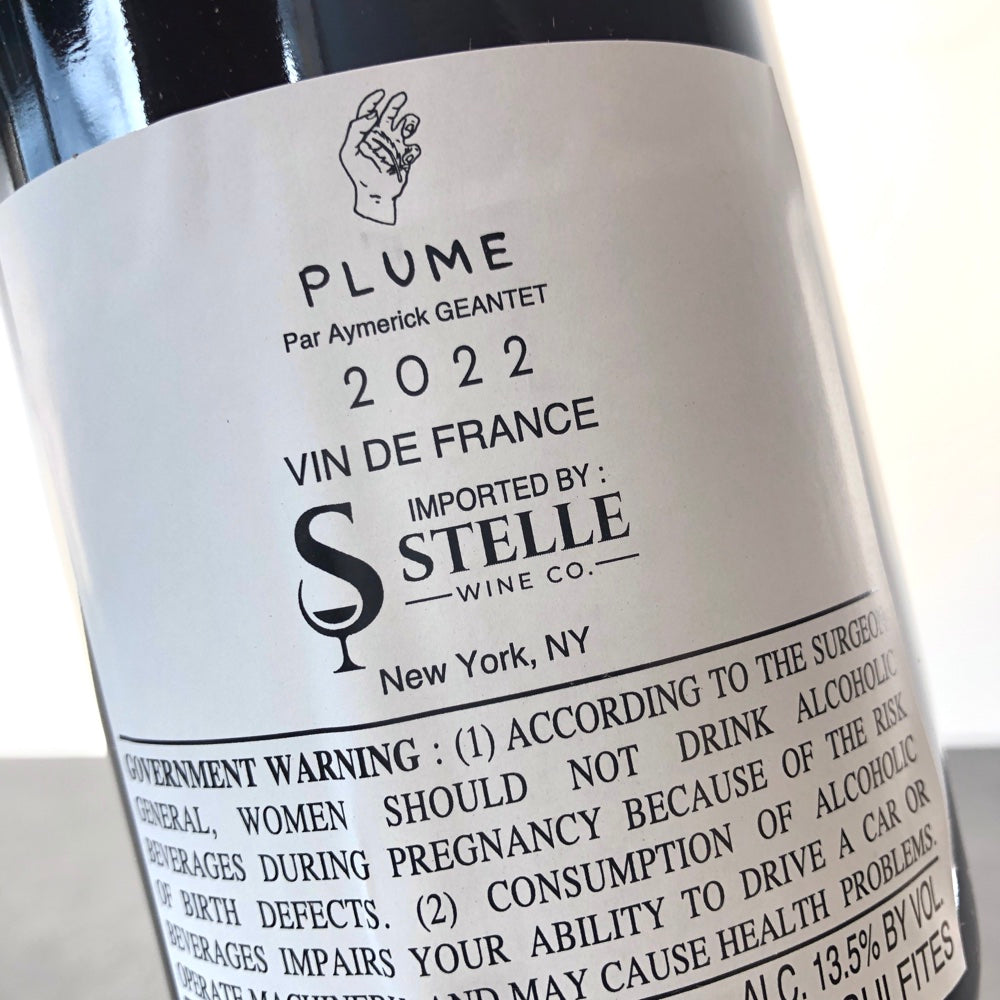 PLUME
Par Aymerick GEANTET
2022
VIN DE FRANCE
IMPORTED BY :
S STELLE
WINE CO.
New York, NY
GOVERNMENT WARNING : (1) ACCORDING TO THE SURGEON
GENERAL, WOMEN SHOULD NOT DRINK ALCOHOLIC
BEVERAGES DURING PREGNANCY BECAUSE OF THE RISK
OF BIRTH DEFECTS. (2) CONSUMPTION OF ALCOHOLIC
BEVERAGES IMPAIRS YOUR ABILITY TO DRIVE A CAR OR
OPERATE MACHINERY AND MAY CAUSE HEALTH PROBLEMS.
ALC. 13.5% BY VOL.
SULFITES